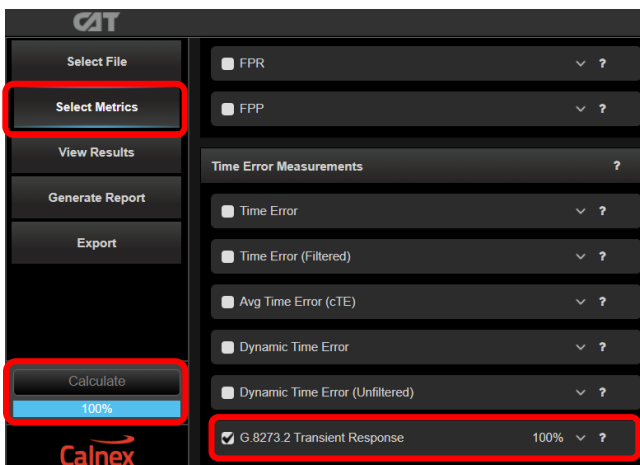 CAT
Select File
FPR ?
Select Metrics
FPP ?
View Results
Time Error Measurements ?
Generate Report
Time Error ?
Export
Time Error (Filtered) ?
Avg Time Error (cTE) ?
Dynamic Time Error ?
Calculate
Dynamic Time Error (Unfiltered) ?
100%
G.8273.2 Transient Response 100% ?
Calnex